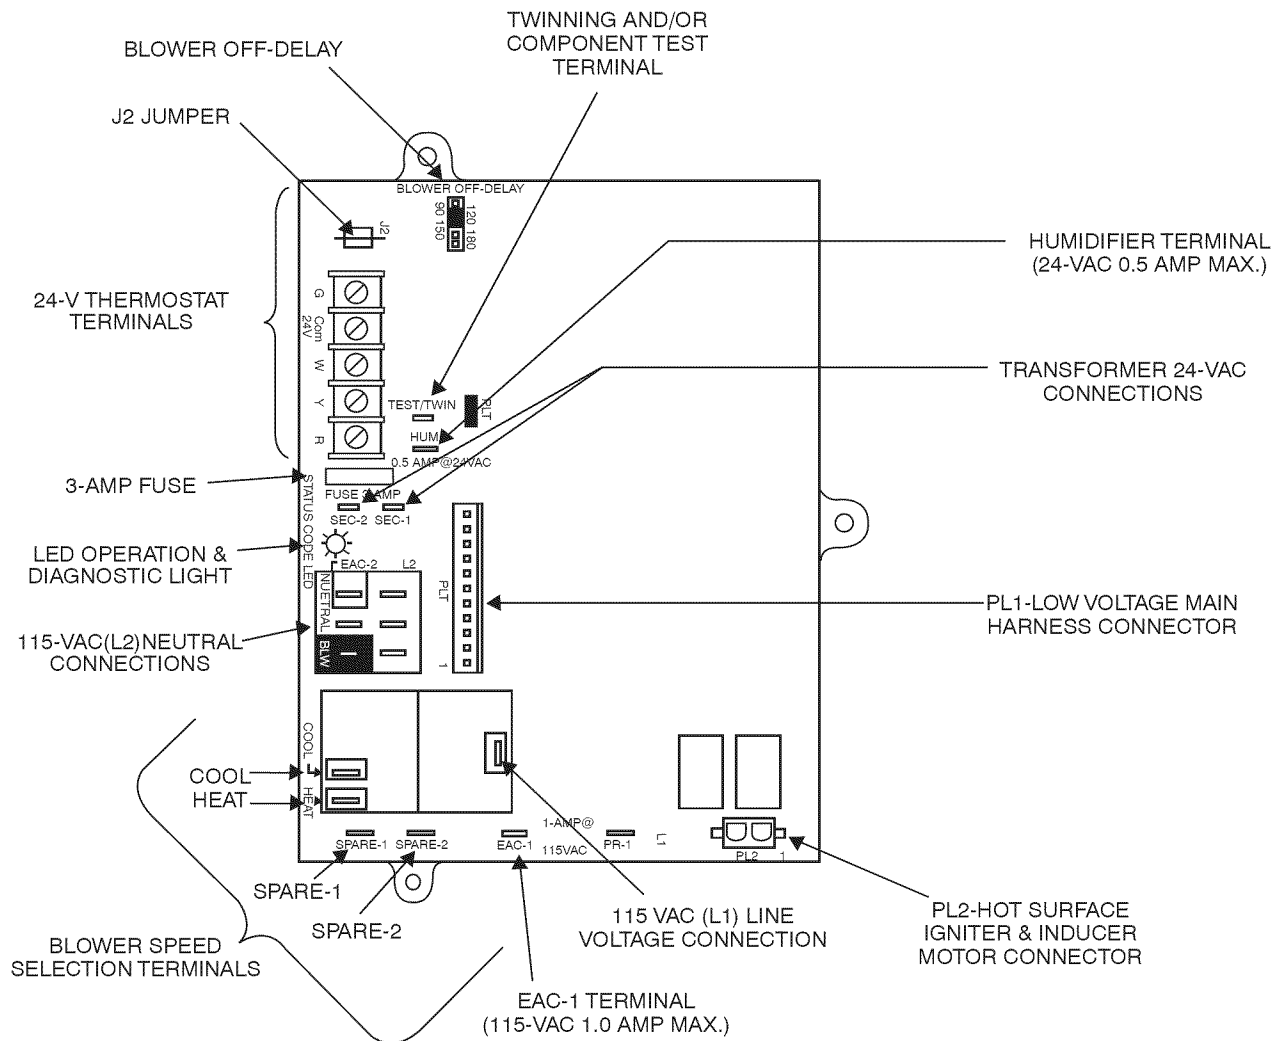 TWINNING AND/OR
COMPONENT TEST
TERMINAL
BLOWER OFF-DELAY
J2 JUMPER
BLOWER OFF-DELAY
90 150
120 180
J2
HUMIDIFIER TERMINAL
(24-VAC 0.5 AMP MAX.)
24-V THERMOSTAT
TERMINALS
G
Com
24V
W
Y
R
TEST/TWIN
PLT
HUM
0.5 AMP@24VAC
TRANSFORMER 24-VAC
CONNECTIONS
3-AMP FUSE
FUSE 3-AMP
SEC-2 SEC-1
STATUS CODE LED
LED OPERATION &
DIAGNOSTIC LIGHT
EAC-2 L2
NUETRAL
BLW
PLT
1
PL1-LOW VOLTAGE MAIN
HARNESS CONNECTOR
115-VAC(L2)NEUTRAL
CONNECTIONS
COOL
HEAT
COOL
HEAT
SPARE-1 SPARE-2 EAC-1
1-AMP@
115VAC
PR-1
L1
PL2 1
SPARE-1
SPARE-2
BLOWER SPEED
SELECTION TERMINALS
115 VAC (L1) LINE
VOLTAGE CONNECTION
PL2-HOT SURFACE
IGNITER & INDUCER
MOTOR CONNECTOR
EAC-1 TERMINAL
(115-VAC 1.0 AMP MAX.)